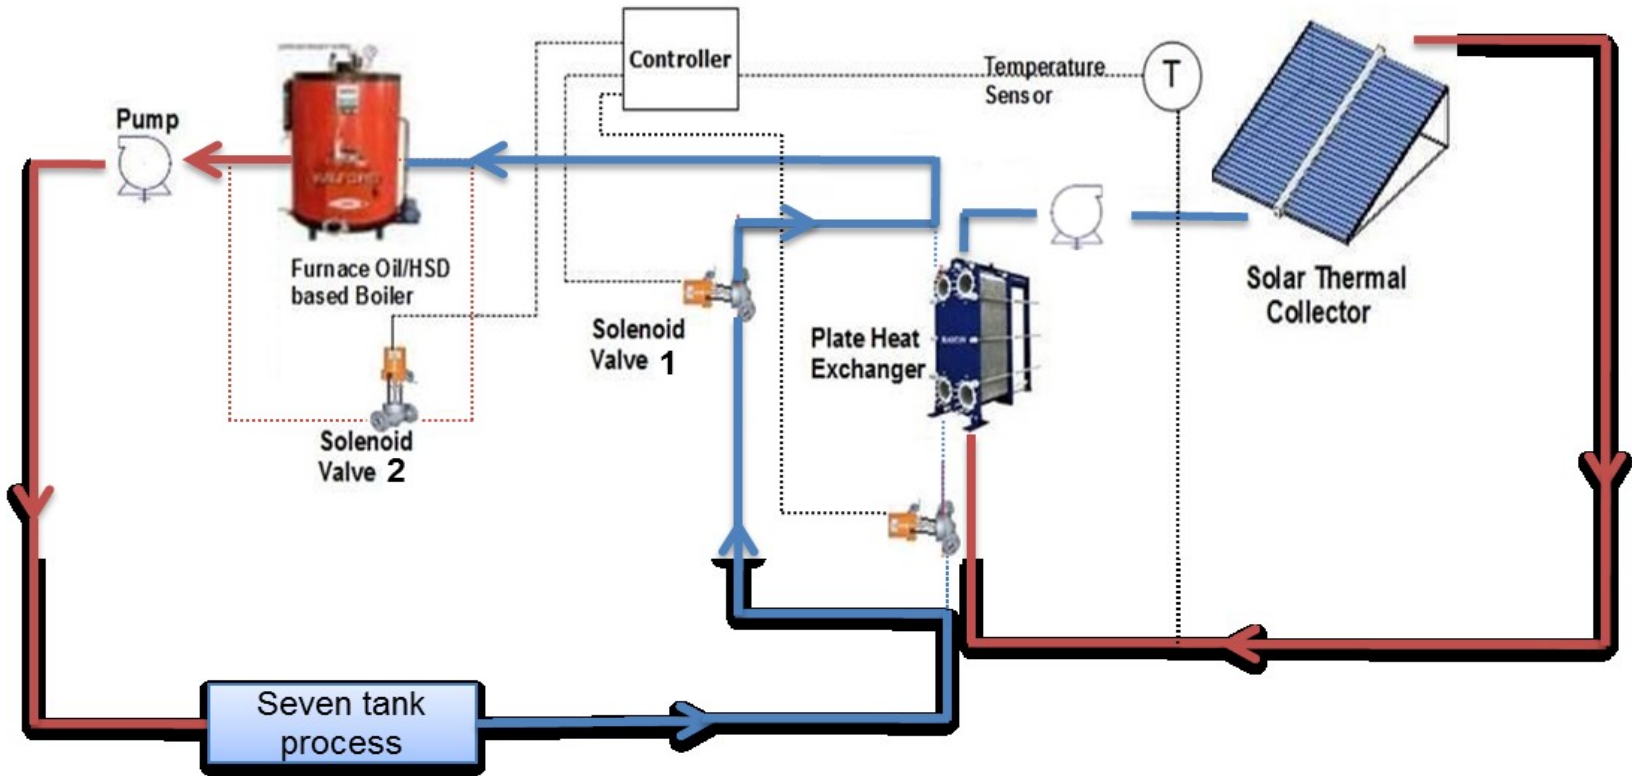 Controller
Temperature
Sensor
T
Pump
Furnace Oil/HSD
based Boiler
Solar Thermal
Collector
Solenoid
Valve 1
Plate Heat
Exchanger
Solenoid
Valve 2
Seven tank
process